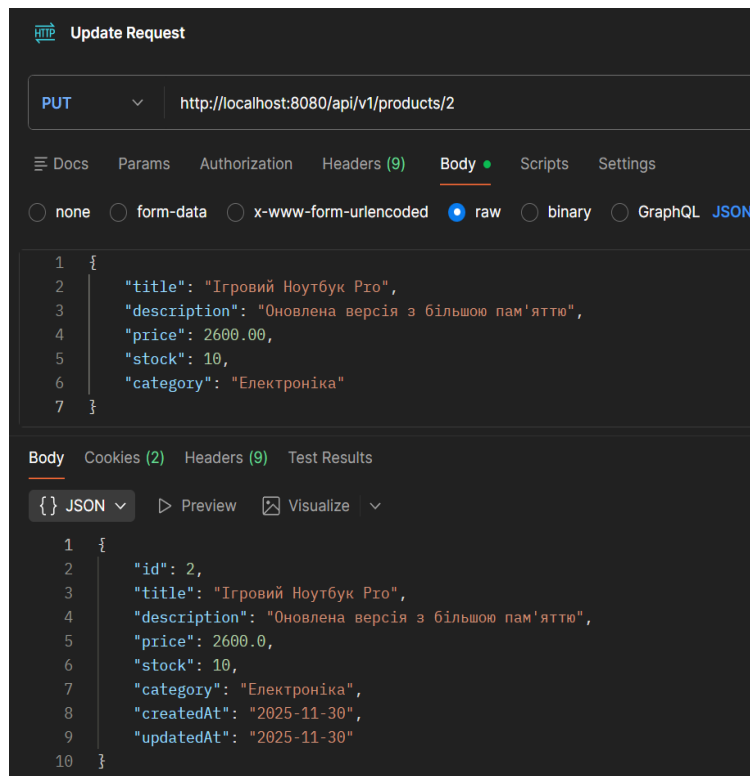 HTTP Update Request
PUT http://localhost:8080/api/v1/products/2
Docs Params Authorization Headers (9) Body Scripts Settings
none form-data x-www-form-urlencoded raw binary GraphQL JSON
1 {
2 "title": "Ігровий Ноутбук Pro",
3 "description": "Оновлена версія з більшою пам'яттю",
4 "price": 2600.00,
5 "stock": 10,
6 "category": "Електроніка"
7 }
Body Cookies (2) Headers (9) Test Results
{} JSON Preview Visualize
1 {
2 "id": 2,
3 "title": "Ігровий Ноутбук Pro",
4 "description": "Оновлена версія з більшою пам'яттю",
5 "price": 2600.0,
6 "stock": 10,
7 "category": "Електроніка",
8 "createdAt": "2025-11-30",
9 "updatedAt": "2025-11-30"
10 }